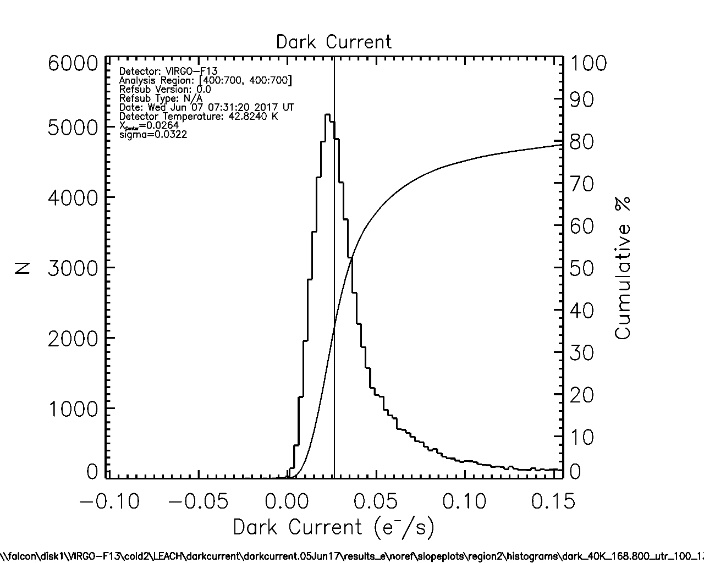 Dark Current
6000
5000
4000
3000
2000
1000
0
N
Detector: VIRGO-F13
Analysis Region: [400:700, 400:700]
Refsub Version: 0.0
Refsub Type: N/A
Date: Wed Jun 07 07:31:20 2017 UT
Detector Temperature: 42.8240 K
=0.0264
sigma=0.0322
100
90
80
70
60
50
40
30
20
10
0
Cumulative %
-0.10 -0.05 0.00 0.05 0.10 0.15
Dark Current (e⁻/s)
\\falcon\disk1\VIRGO-F13\cold2\LEACH\darkcurrent\darkcurrent.05Jun17\results_e\noref\slopeplots\region2\histograms\dark_40K_168.800_utr_100_1